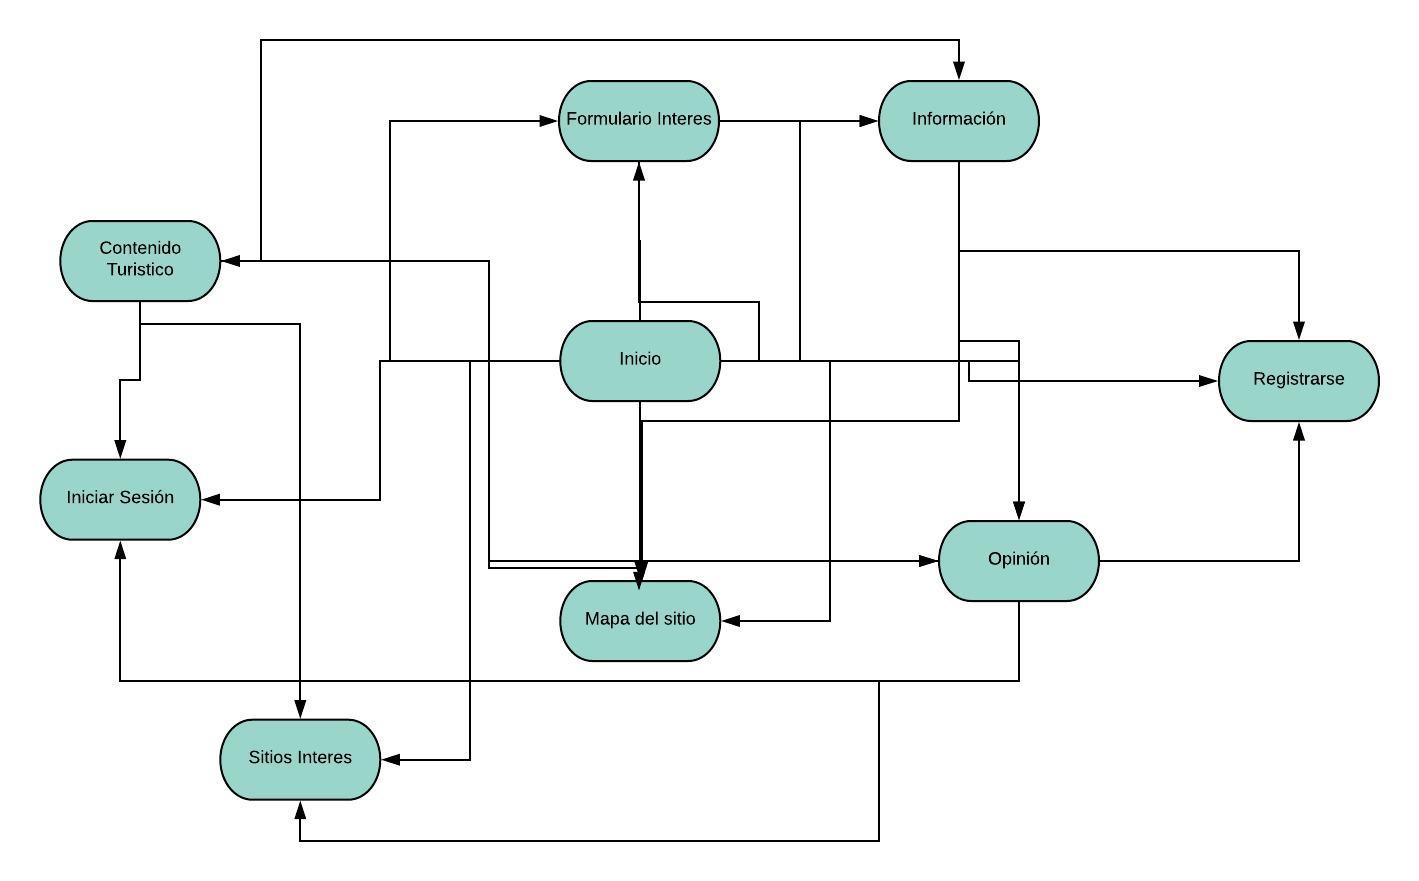 Formulario Interes
Información
Contenido
Turistico
Inicio
Registrarse
Iniciar Sesión
Opinión
Mapa del sitio
Sitios Interes